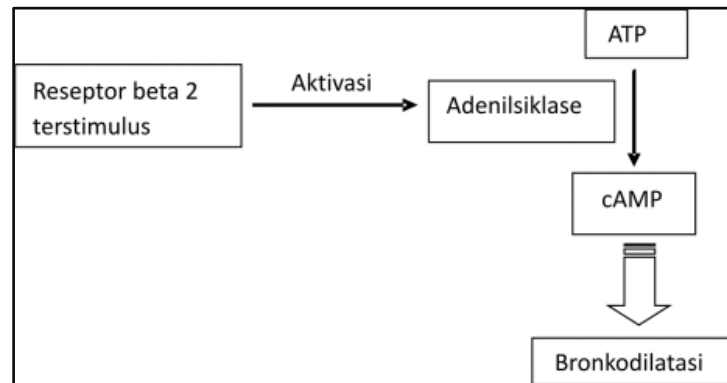 ATP
Reseptor beta 2
terstimulus
Aktivasi
Adenilsiklase
cAMP
Bronkodilatasi